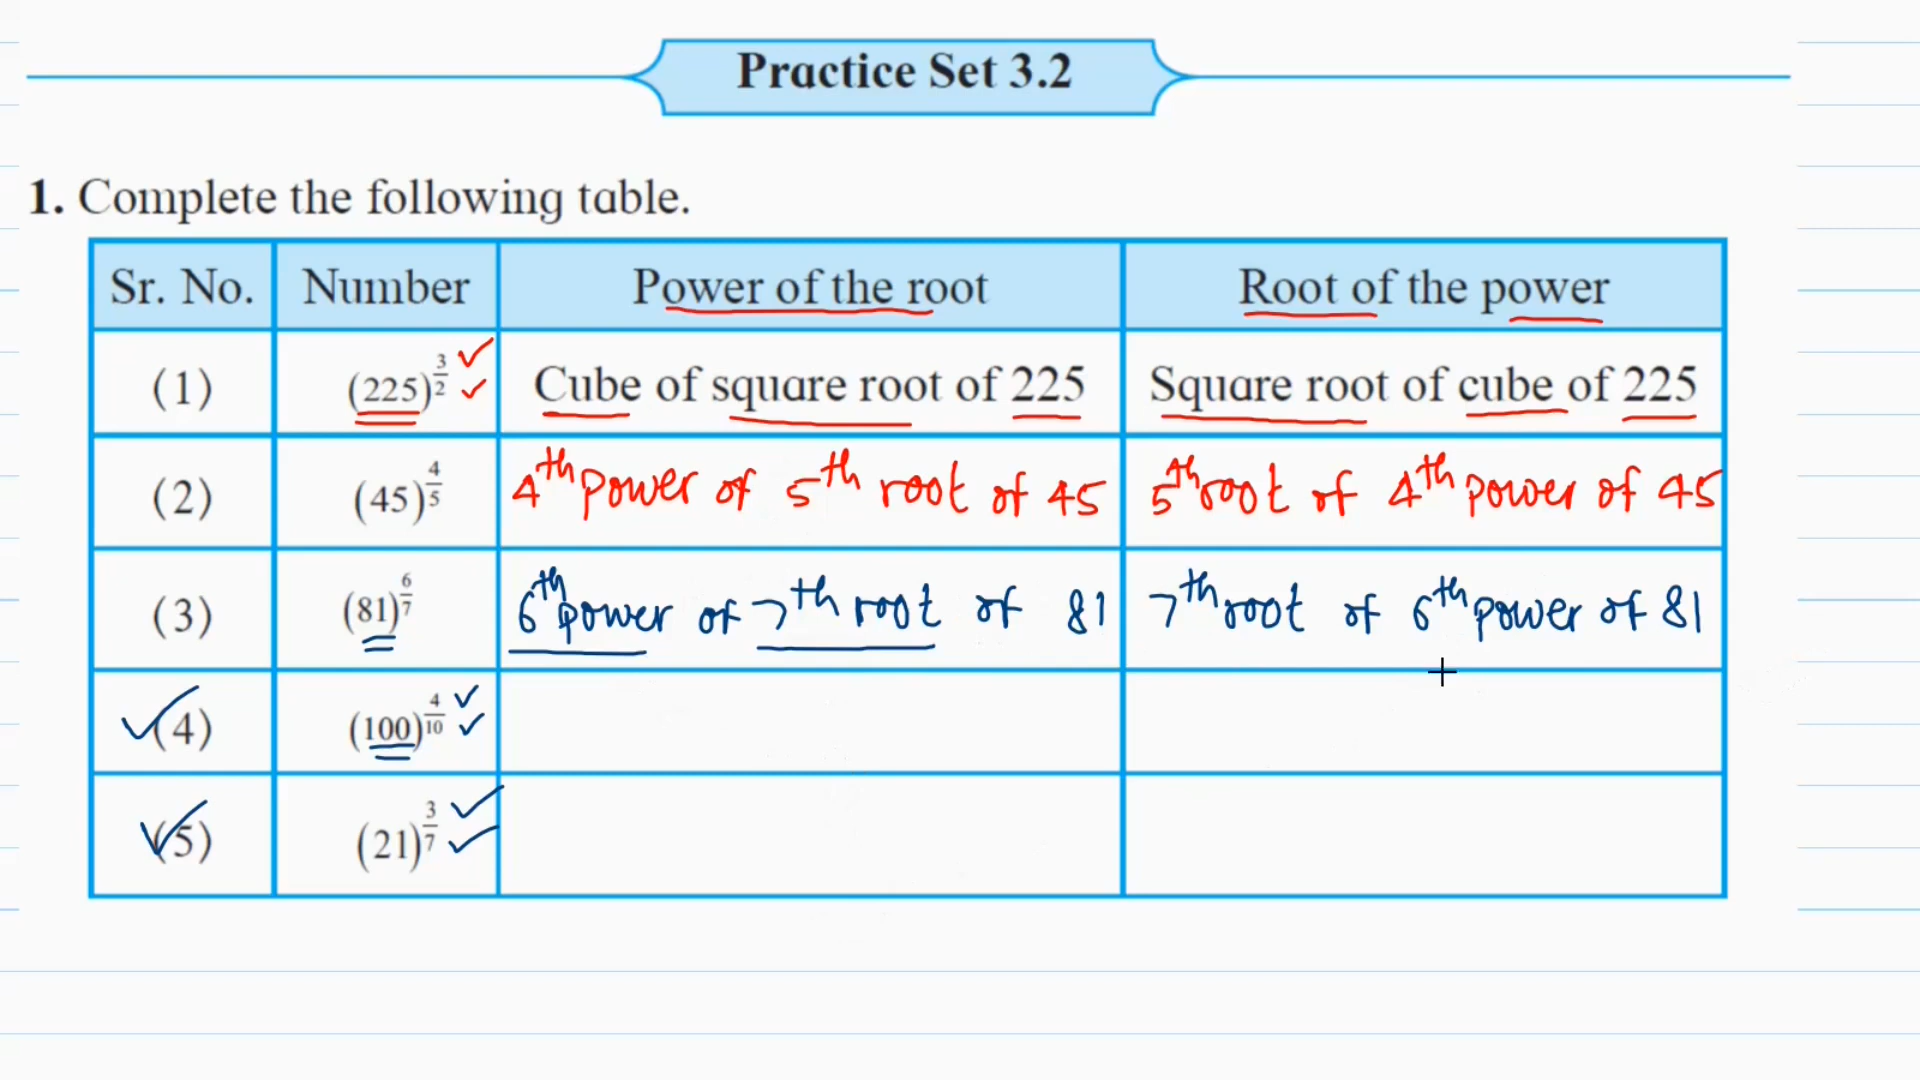 Practice Set 3.2
1. Complete the following table.
Sr. No. Number Power of the root Root of the power
(1) (225)^{3/2} Cube of square root of 225 Square root of cube of 225
(2) (45)^{4/5} 4th power of 5th root of 45 5th root of 4th power of 45
(3) (81)^{6/7} 6th power of 7th root of 81 7th root of 6th power of 81
(4) (100)^{4/10}
(5) (21)^{3/7}